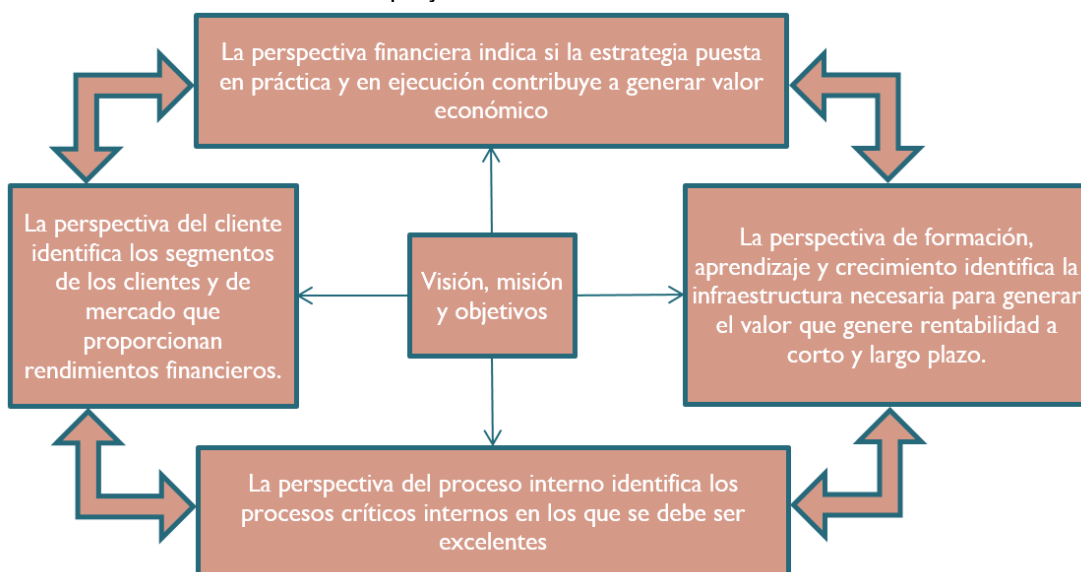 La perspectiva financiera indica si la estrategia puesta
en práctica y en ejecución contribuye a generar valor
económico
La perspectiva del cliente
identifica los segmentos
de los clientes y de
mercado que
proporcionan
rendimientos financieros.
Visión, misión
y objetivos
La perspectiva de formación,
aprendizaje y crecimiento identifica la
infraestructura necesaria para generar
el valor que genere rentabilidad a
corto y largo plazo.
La perspectiva del proceso interno identifica los
procesos críticos internos en los que se debe ser
excelentes